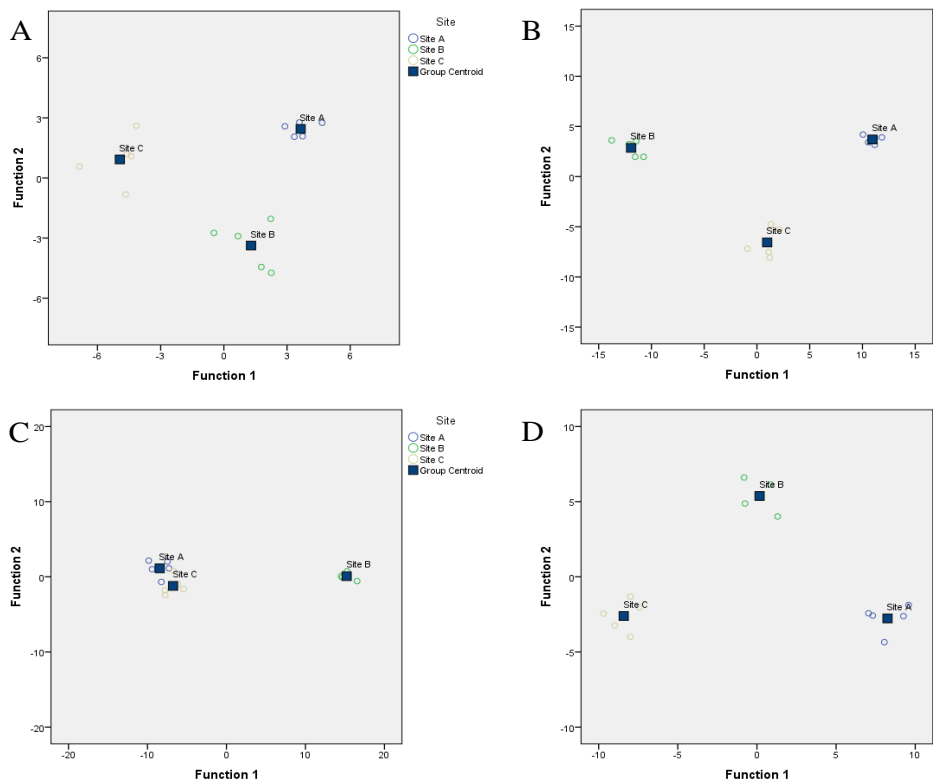 A
Site
Site A
Site B
Site C
Group Centroid
6
3
0
-3
-6
Function 2
Site A
Site C
Site B
-6
-3
0
3
6
Function 1
B
15
10
5
0
-5
-10
-15
Function 2
Site B
Site A
Site C
-15
-10
-5
0
5
10
15
Function 1
C
Site
Site A
Site B
Site C
Group Centroid
20
10
0
-10
-20
Function 2
Site A
Site C
Site B
-20
-10
0
10
20
Function 1
D
10
5
0
-5
-10
Function 2
Site B
Site C
Site A
-10
-5
0
5
10
Function 1